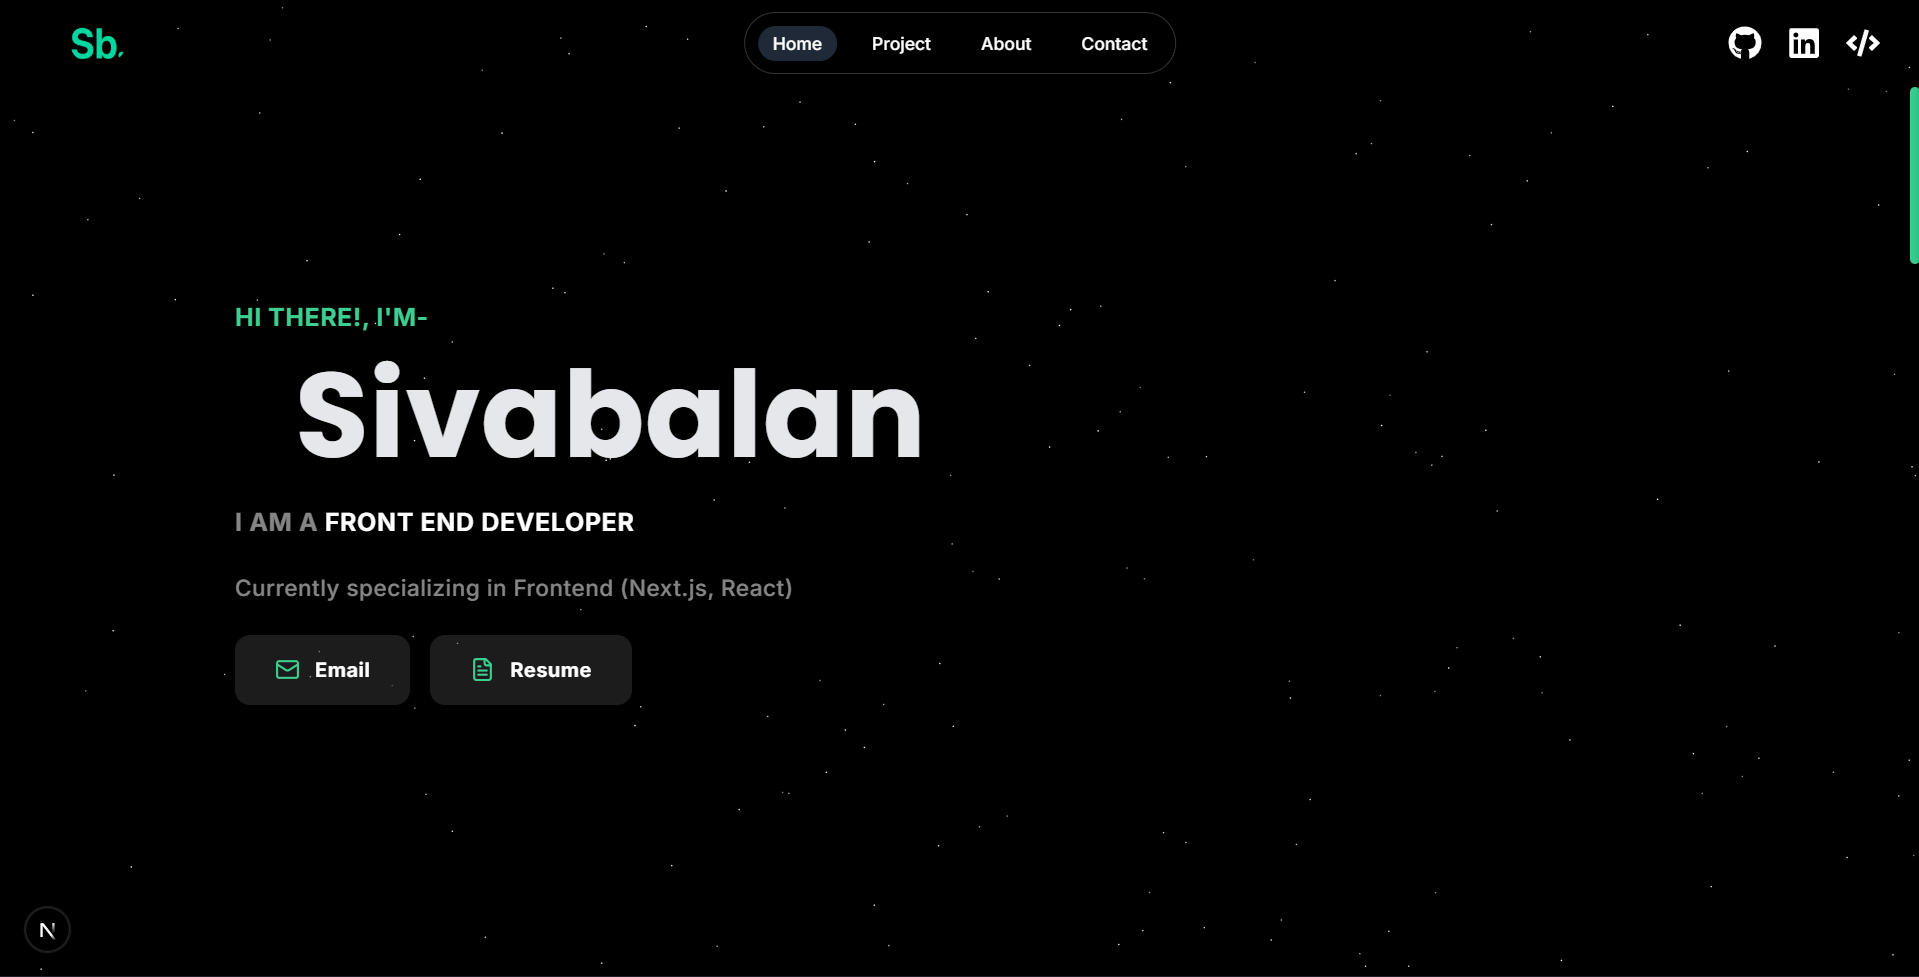 Sb.
Home Project About Contact
HI THERE!, I'M-
Sivabalan
I AM A FRONT END DEVELOPER
Currently specializing in Frontend (Next.js, React)
Email Resume
N